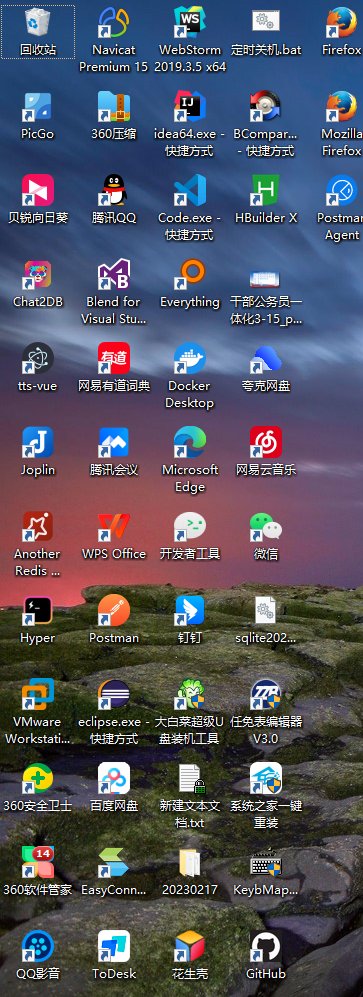 回收站
Navicat
Premium 15
WebStorm
2019.3.5 x64
定时关机.bat
Firefox
PicGo
360压缩
idea64.exe -
快捷方式
BCompar...
- 快捷方式
Mozilla
Firefox
贝锐向日葵
腾讯QQ
Code.exe -
快捷方式
HBuilder X
Postman
Agent
Chat2DB
Blend for
Visual Stu...
Everything
干部公务员一
体化3-15_p...
tts-vue
有道
网易有道词典
Docker
Desktop
夸克网盘
Joplin
腾讯会议
Microsoft
Edge
网易云音乐
Another
Redis ...
WPS Office
开发者工具
微信
Hyper
Postman
钉钉
sqlite202...
VMware
Workstati...
eclipse.exe -
快捷方式
大白菜超级U
盘装机工具
任免表编辑器
V3.0
360安全卫士
百度网盘
新建文本文
档.txt
系统之家一键
重装
14
360软件管家
EasyConn...
20230217
KeybMap...
QQ影音
ToDesk
花生壳
GitHub